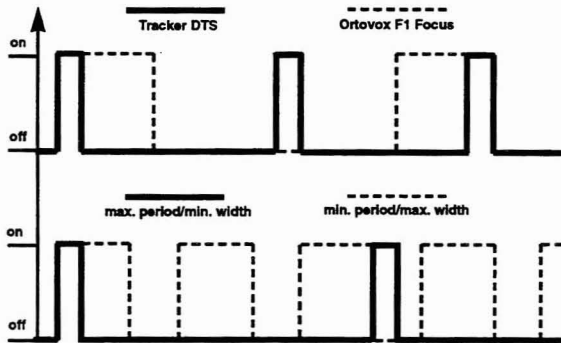 Tracker DTS
Ortovox F1 Focus
on
off
max. period/min. width
min. period/max. width
on
off